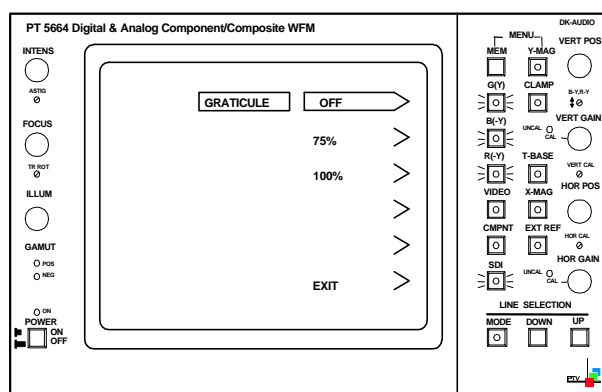 PT 5664 Digital & Analog Component/Composite WFM
INTENS
ASTIG
FOCUS
TR ROT
ILLUM
GAMUT
POS
NEG
ON
POWER
ON
OFF
GRATICULE OFF
75%
100%
EXIT
DK-AUDIO
MENU
MEM Y-MAG VERT POS
G(Y) CLAMP B-Y,R-Y
B(-Y) UNCAL CAL VERT GAIN
R(-Y) T-BASE VERT CAL
VIDEO X-MAG HOR POS
CMPNT EXT REF HOR CAL
SDI UNCAL CAL HOR GAIN
LINE SELECTION
MODE DOWN UP
PTV